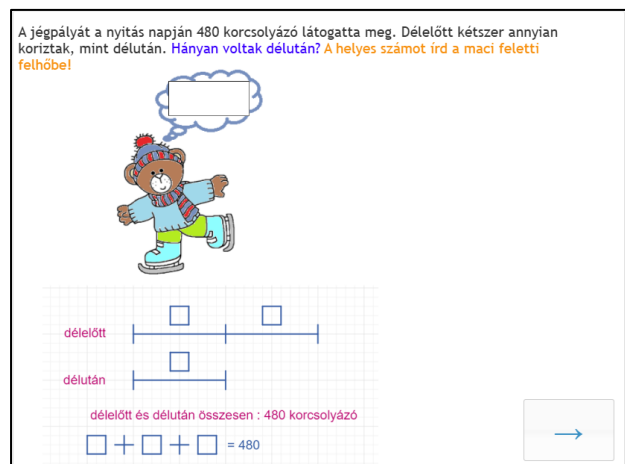 A jégpályát a nyitás napján 480 korcsolyázó látogatta meg. Délelőtt kétszer annyian
koriztak, mint délután. Hányan voltak délután? A helyes számot írd a maci feletti
felhőbe!
délelőtt
délután
délelőtt és délután összesen : 480 korcsolyázó
□ + □ + □ = 480